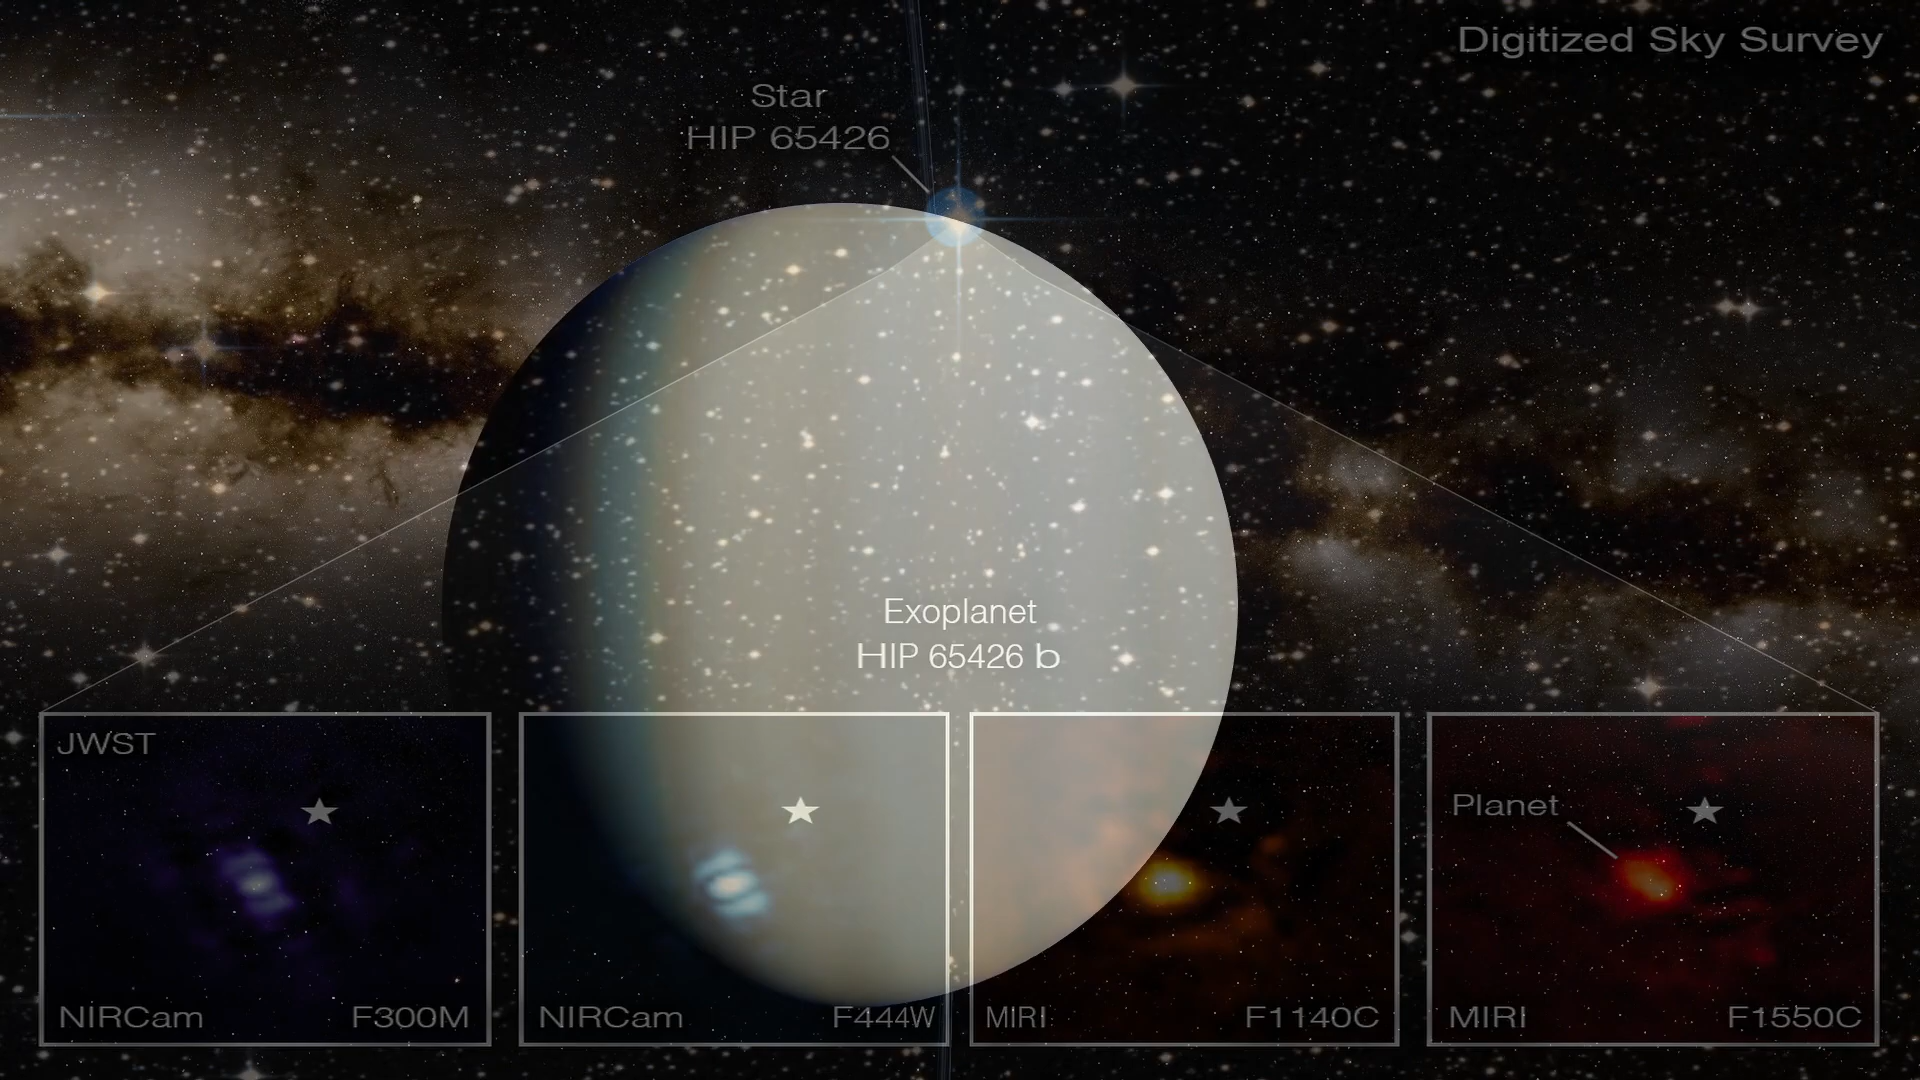 Digitized Sky Survey
Star
HIP 65426
Exoplanet
HIP 65426 b
JWST
Planet
NIRCam
F300M
NIRCam
F444W
MIRI
F1140C
MIRI
F1550C